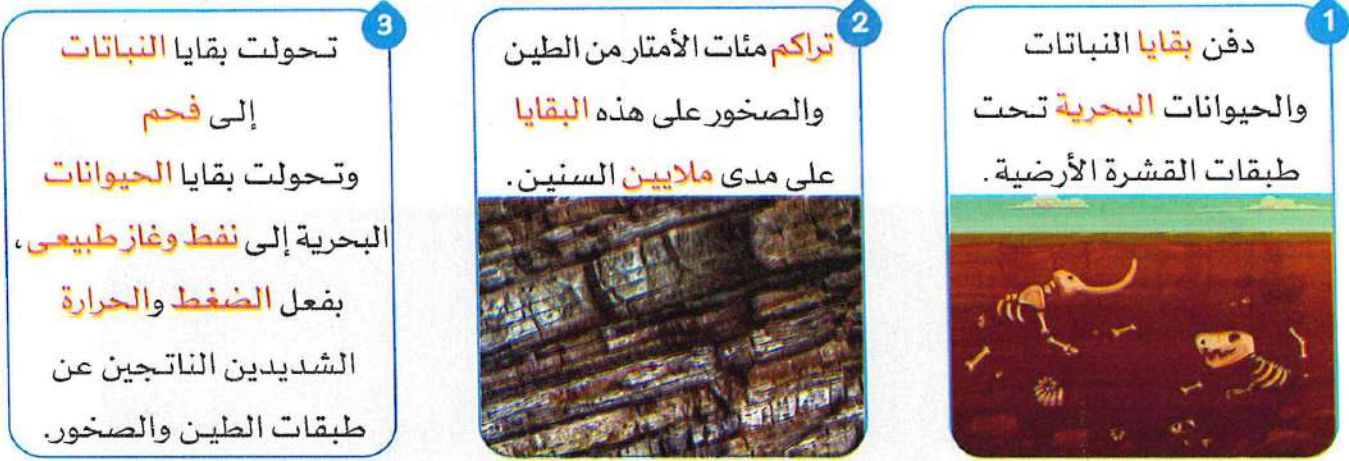 1
دفن بقايا النباتات
والحيوانات البحرية تحت
طبقات القشرة الأرضية.
2
تراكم مئات الأمتار من الطين
والصخور على هذه البقايا
على مدى ملايين السنين.
3
تحولت بقايا النباتات
إلى فحم
وتحولت بقايا الحيوانات
البحرية إلى نفط وغاز طبيعى،
بفعل الضغط والحرارة
الشديدين الناتجين عن
طبقات الطين والصخور.